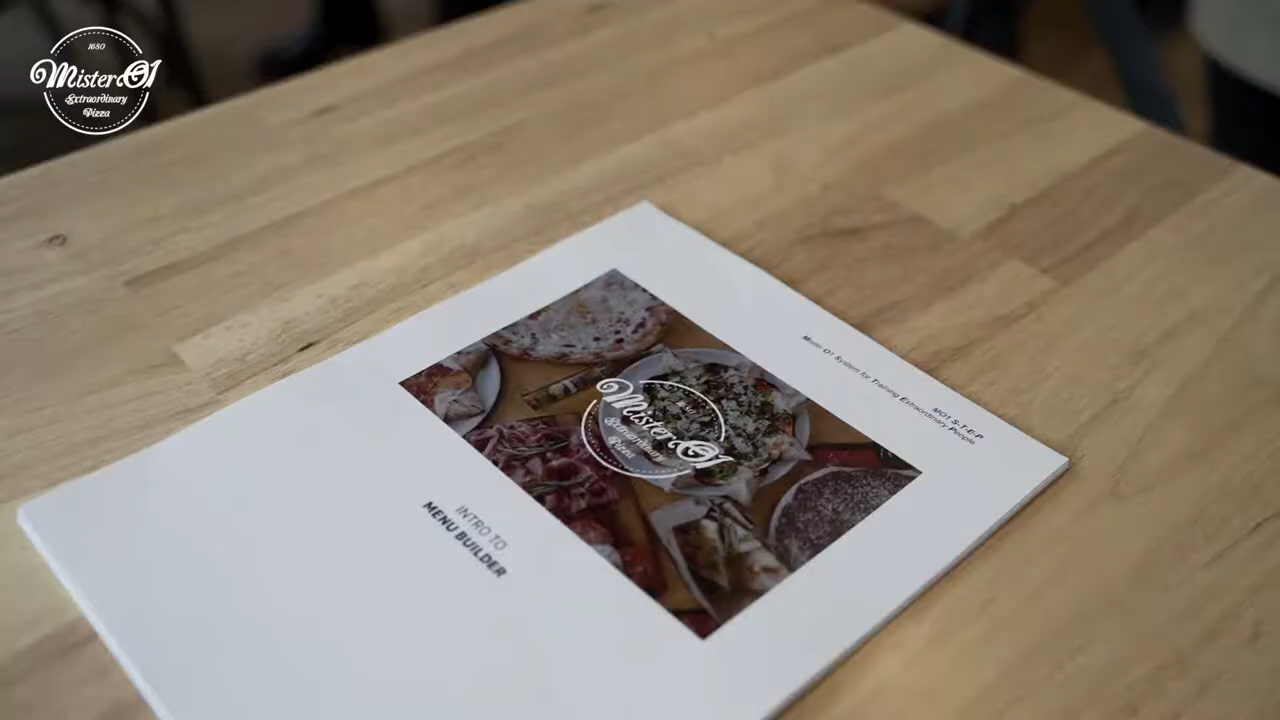 1680
Mister O1
Extraordinary
Pizza
MO1 S•T•E•P
Mister O1 System for Training Extraordinary People
Mister O1
Extraordinary
Pizza
INTRO TO
MENU BUILDER